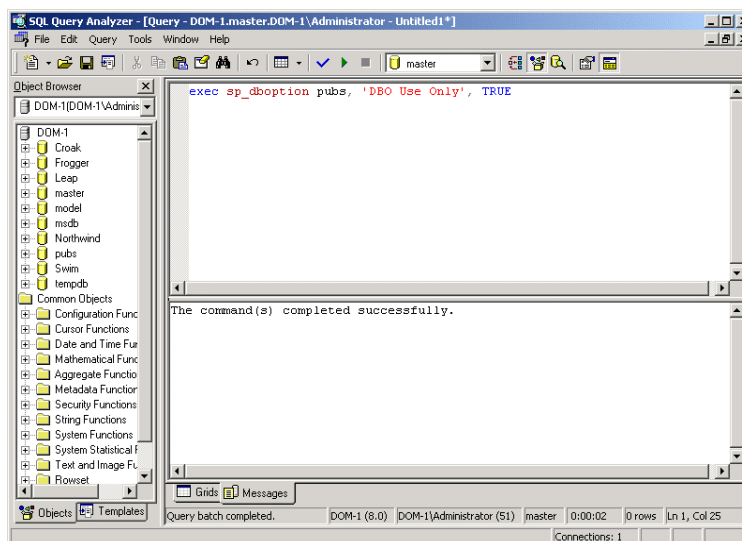 SQL Query Analyzer - [Query - DOM-1.master.DOM-1\Administrator - Untitled1*]
File Edit Query Tools Window Help
master
Object Browser
DOM-1(DOM-1\Adminis
exec sp_dboption pubs, 'DBO Use Only', TRUE
DOM-1
Croak
Frogger
Leap
master
model
msdb
Northwind
pubs
Swim
tempdb
Common Objects
Configuration Func
Cursor Functions
Date and Time Fur
Mathematical Func
Aggregate Functio
Metadata Function
Security Functions
String Functions
System Functions
System Statistical F
Text and Image Fu
Rowset
The command(s) completed successfully.
Grids Messages
Objects Templates
Query batch completed. DOM-1 (8.0) DOM-1\Administrator (51) master 0:00:02 0 rows Ln 1, Col 25
Connections: 1